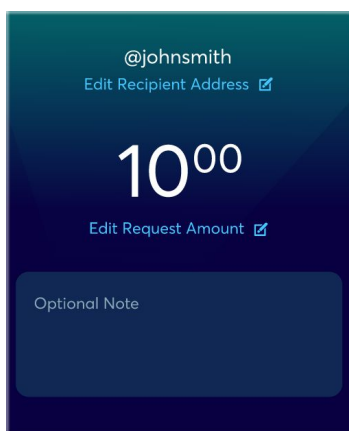 @johnsmith
Edit Recipient Address
10⁰⁰
Edit Request Amount
Optional Note